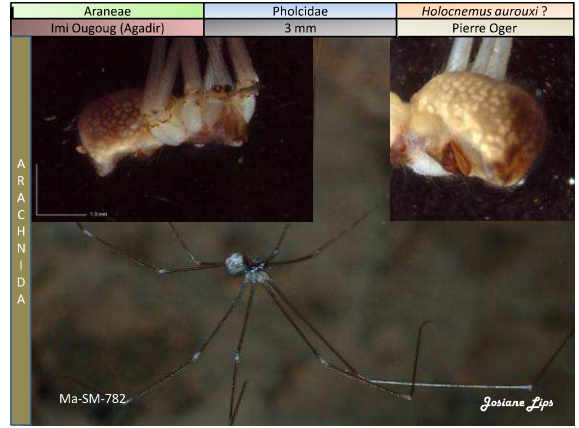 Araneae Pholcidae Holocnemus aurouxi ?
Imi Ougoug (Agadir) 3 mm Pierre Oger
ARACHNIDA
1.0 mm
Ma-SM-782
Josiane Lips